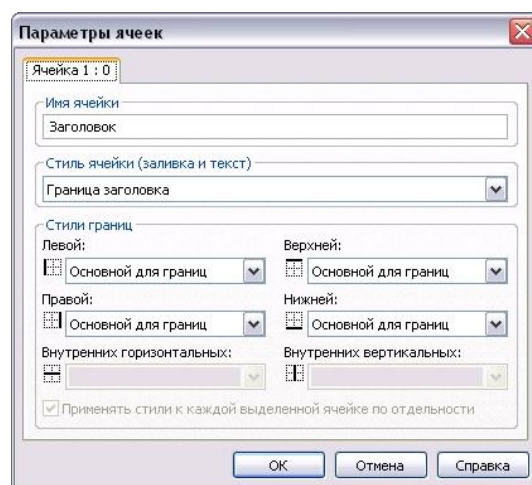 Параметры ячеек
Ячейка 1 : 0
Имя ячейки
Заголовок
Стиль ячейки (заливка и текст)
Граница заголовка
Стили границ
Левой: Верхней:
Основной для границ Основной для границ
Правой: Нижней:
Основной для границ Основной для границ
Внутренних горизонтальных: Внутренних вертикальных:
Применять стили к каждой выделенной ячейке по отдельности
ОК Отмена Справка